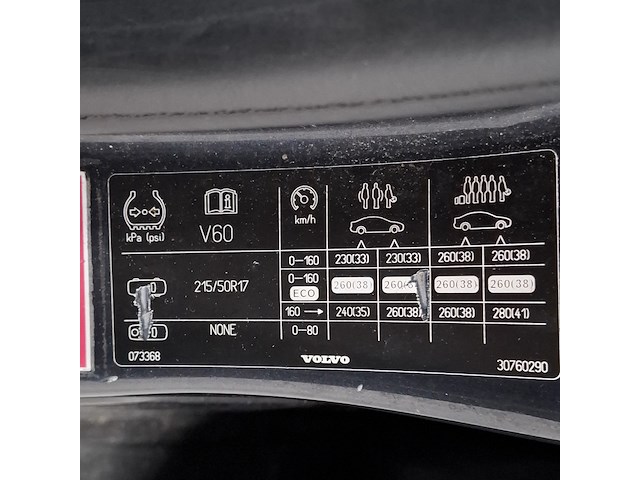 km/h
kPa (psi) V60
0-160 230(33) 230(33) 260(38) 260(38)
215/50R17 0-160 ECO 260(38) 260(38) 260(38)
160 → 240(35) 260(38) 260(38) 280(41)
NONE 0-80
073368 VOLVO 30760290